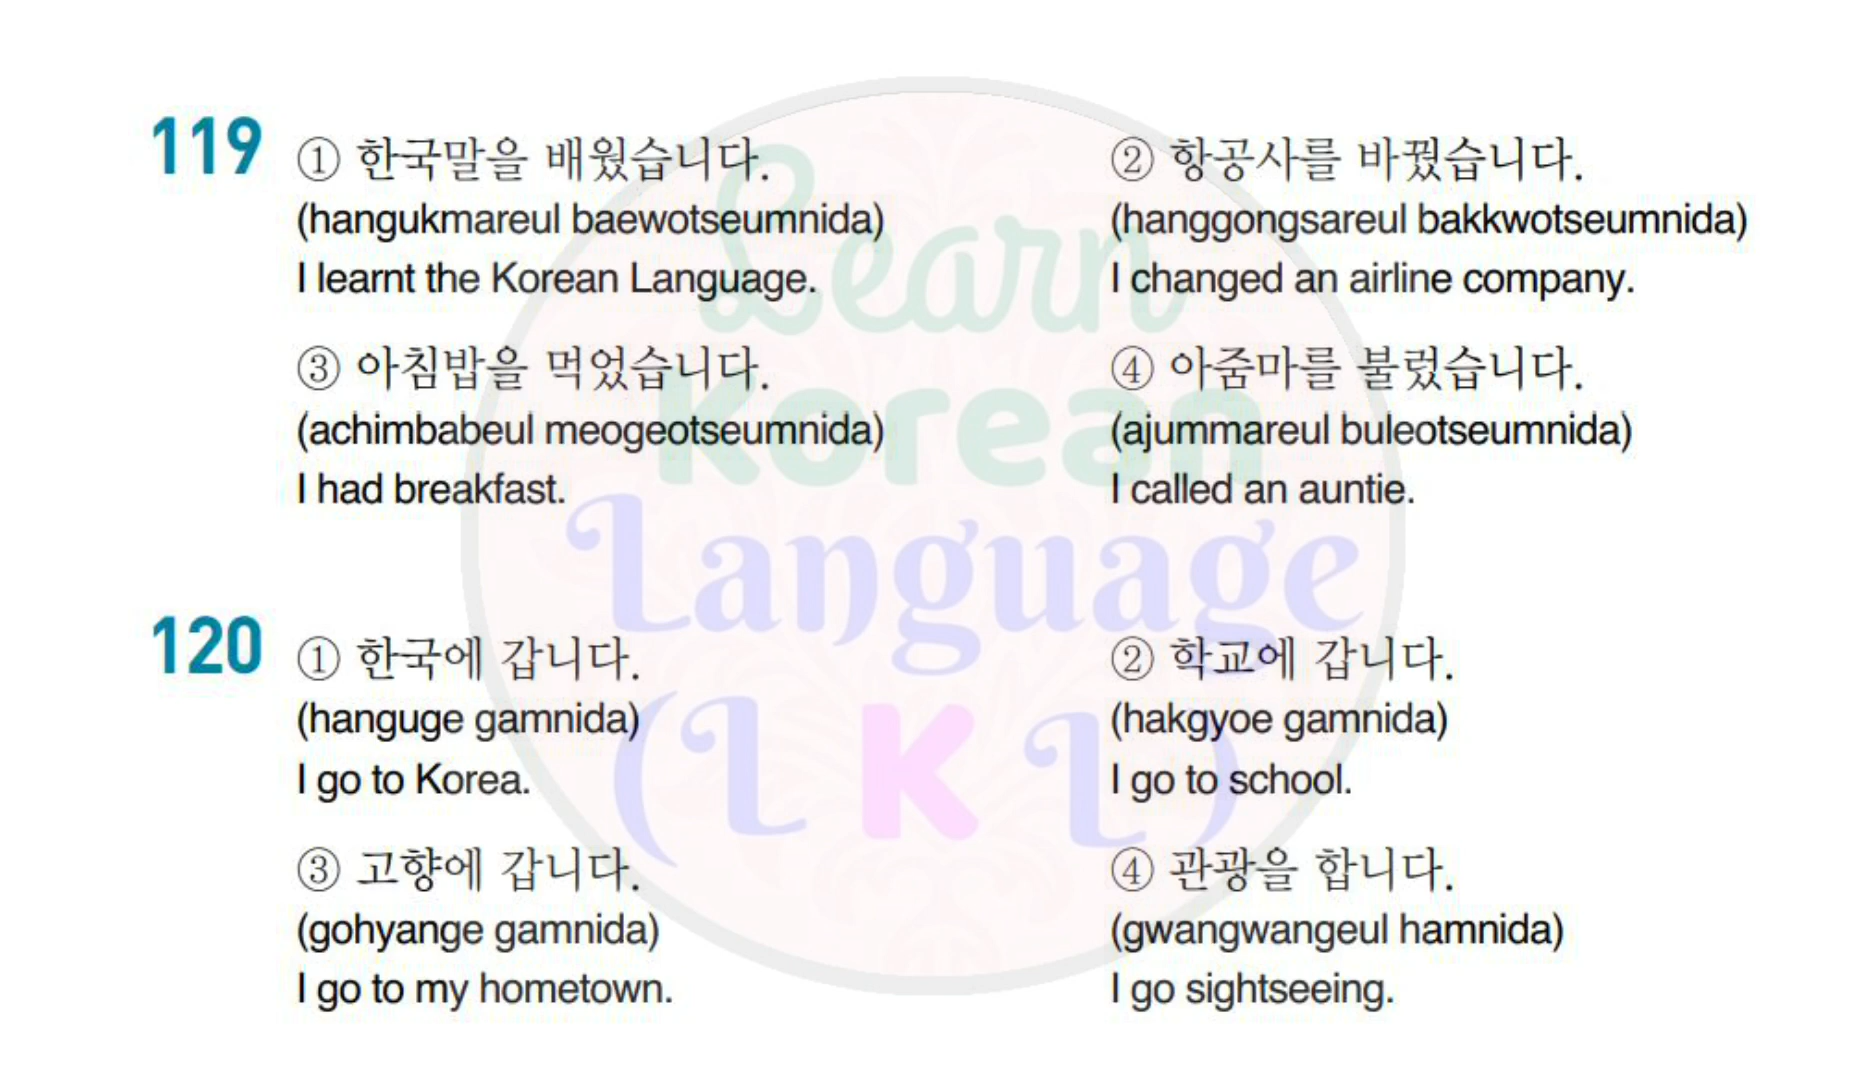 119
① 한국말을 배웠습니다.
(hangukmareul baewotseumnida)
I learnt the Korean Language.
② 항공사를 바꿨습니다.
(hanggongsareul bakkwotseumnida)
I changed an airline company.
③ 아침밥을 먹었습니다.
(achimbabeul meogeotseumnida)
I had breakfast.
④ 아줌마를 불렀습니다.
(ajummareul buleotseumnida)
I called an auntie.
120
① 한국에 갑니다.
(hanguge gamnida)
I go to Korea.
② 학교에 갑니다.
(hakgyoe gamnida)
I go to school.
③ 고향에 갑니다.
(gohyange gamnida)
I go to my hometown.
④ 관광을 합니다.
(gwangwangeul hamnida)
I go sightseeing.
Learn
Korean
Language
(L K L)